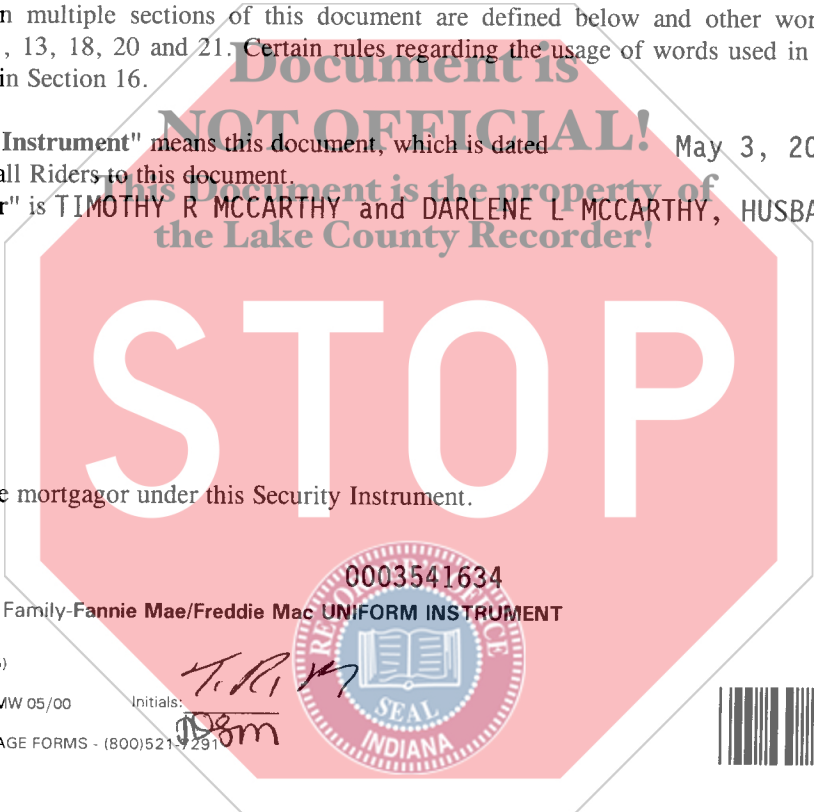 n multiple sections of this document are defined below and other wor
, 13, 18, 20 and 21. Certain rules regarding the usage of words used in
in Section 16.
Document is
NOT OFFICIAL!
Instrument" means this document, which is dated May 3, 20
all Riders to this document.
This Document is the property of
r" is TIMOTHY R MCCARTHY and DARLENE L MCCARTHY, HUSBA
the Lake County Recorder!
STOP
e mortgagor under this Security Instrument.
0003541634
Family-Fannie Mae/Freddie Mac UNIFORM INSTRUMENT
RECORDER'S OFFICE
SEAL
INDIANA
MW 05/00 Initials: T.R.M
AGE FORMS - (800)521-7291